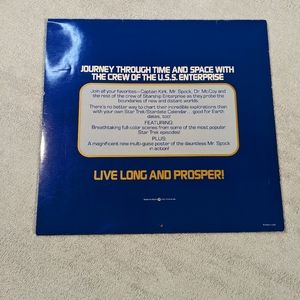 JOURNEY THROUGH TIME AND SPACE WITH
THE CREW OF THE U.S.S. ENTERPRISE
Join all your favorites—Captain Kirk, Mr. Spock, Dr. McCoy and
the rest of the crew of Starship Enterprise as they probe the
boundaries of new and distant worlds.
There's no better way to chart their incredible explorations than
with your own Star Trek Stardate Calendar...good for Earth
dates, too!
FEATURING:
Breathtaking full-color scenes from some of the most popular
Star Trek episodes!
PLUS:
A magnificent new multi-guise poster of the dauntless Mr. Spock
in action!
LIVE LONG AND PROSPER!